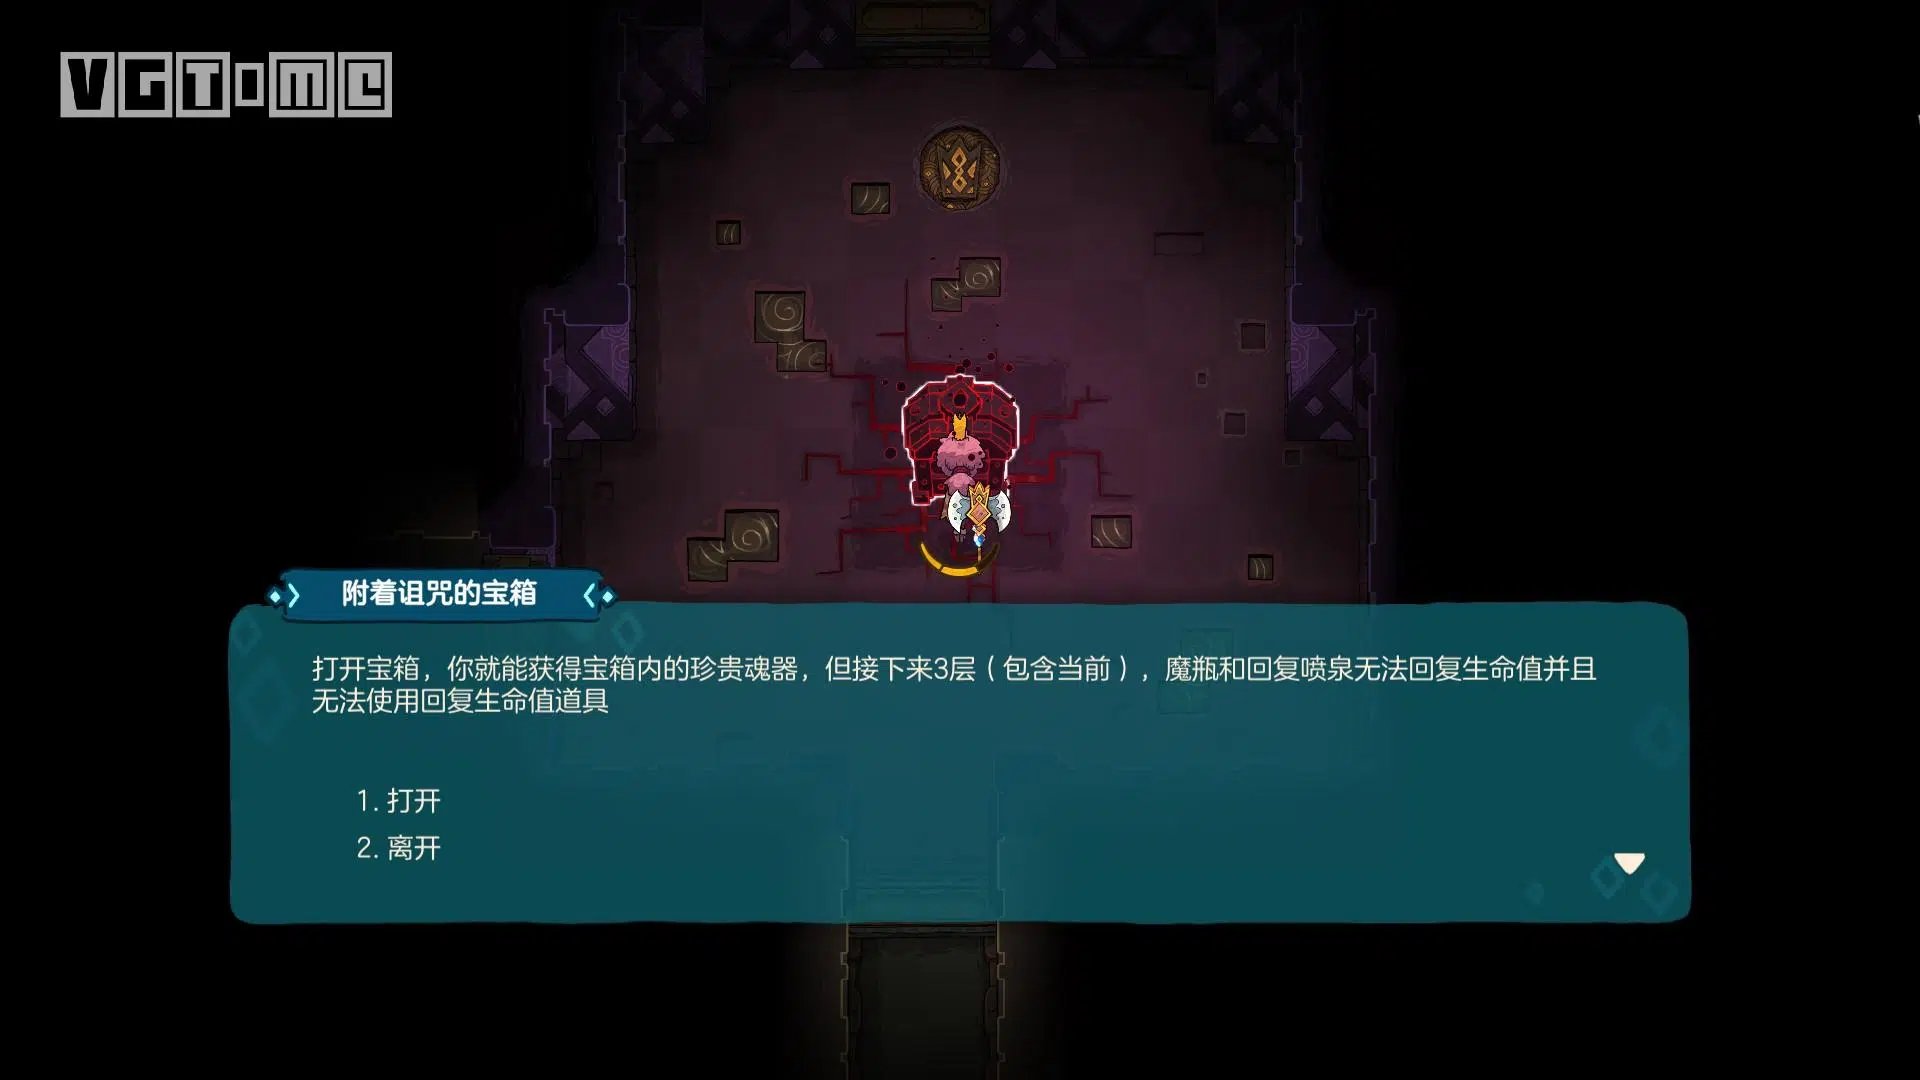 VGTIME
附着诅咒的宝箱
打开宝箱，你就能获得宝箱内的珍贵魂器，但接下来3层（包含当前），魔瓶和回复喷泉无法回复生命值并且
无法使用回复生命值道具
1. 打开
2. 离开